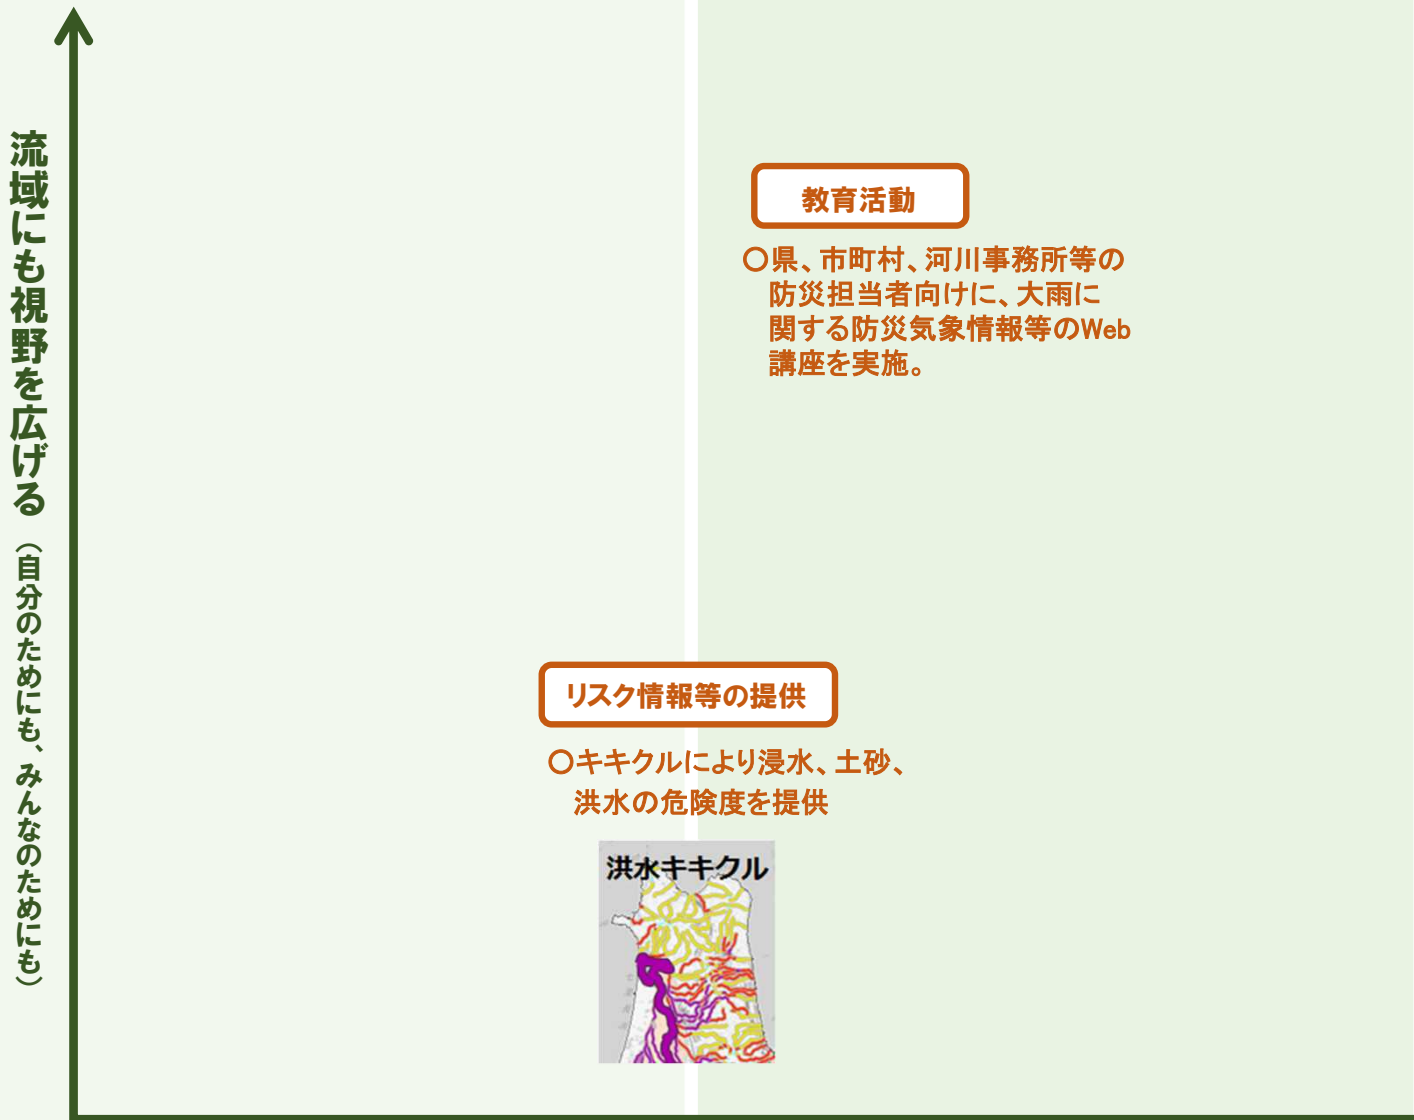 流域にも視野を広げる（自分のためにも、みんなのためにも）
教育活動
〇県、市町村、河川事務所等の
防災担当者向けに、大雨に
関する防災気象情報等のWeb
講座を実施。
リスク情報等の提供
〇キキクルにより浸水、土砂、
洪水の危険度を提供
洪水キキクル